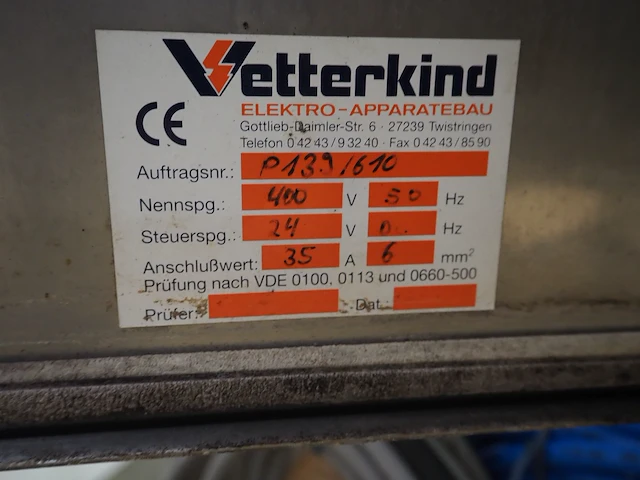 Vetterkind
ELEKTRO-APPARATEBAU
CE
Gottlieb-Daimler-Str. 6 · 27239 Twistringen
Telefon 0 42 43 / 9 32 40 · Fax 0 42 43 / 85 90
Auftragsnr.: P139/610
Nennspg.: 400 V 50 Hz
Steuerspg.: 24 V Hz
Anschlußwert: 35 A 6 mm²
Prüfung nach VDE 0100, 0113 und 0660-500
Prüfer: Dat.